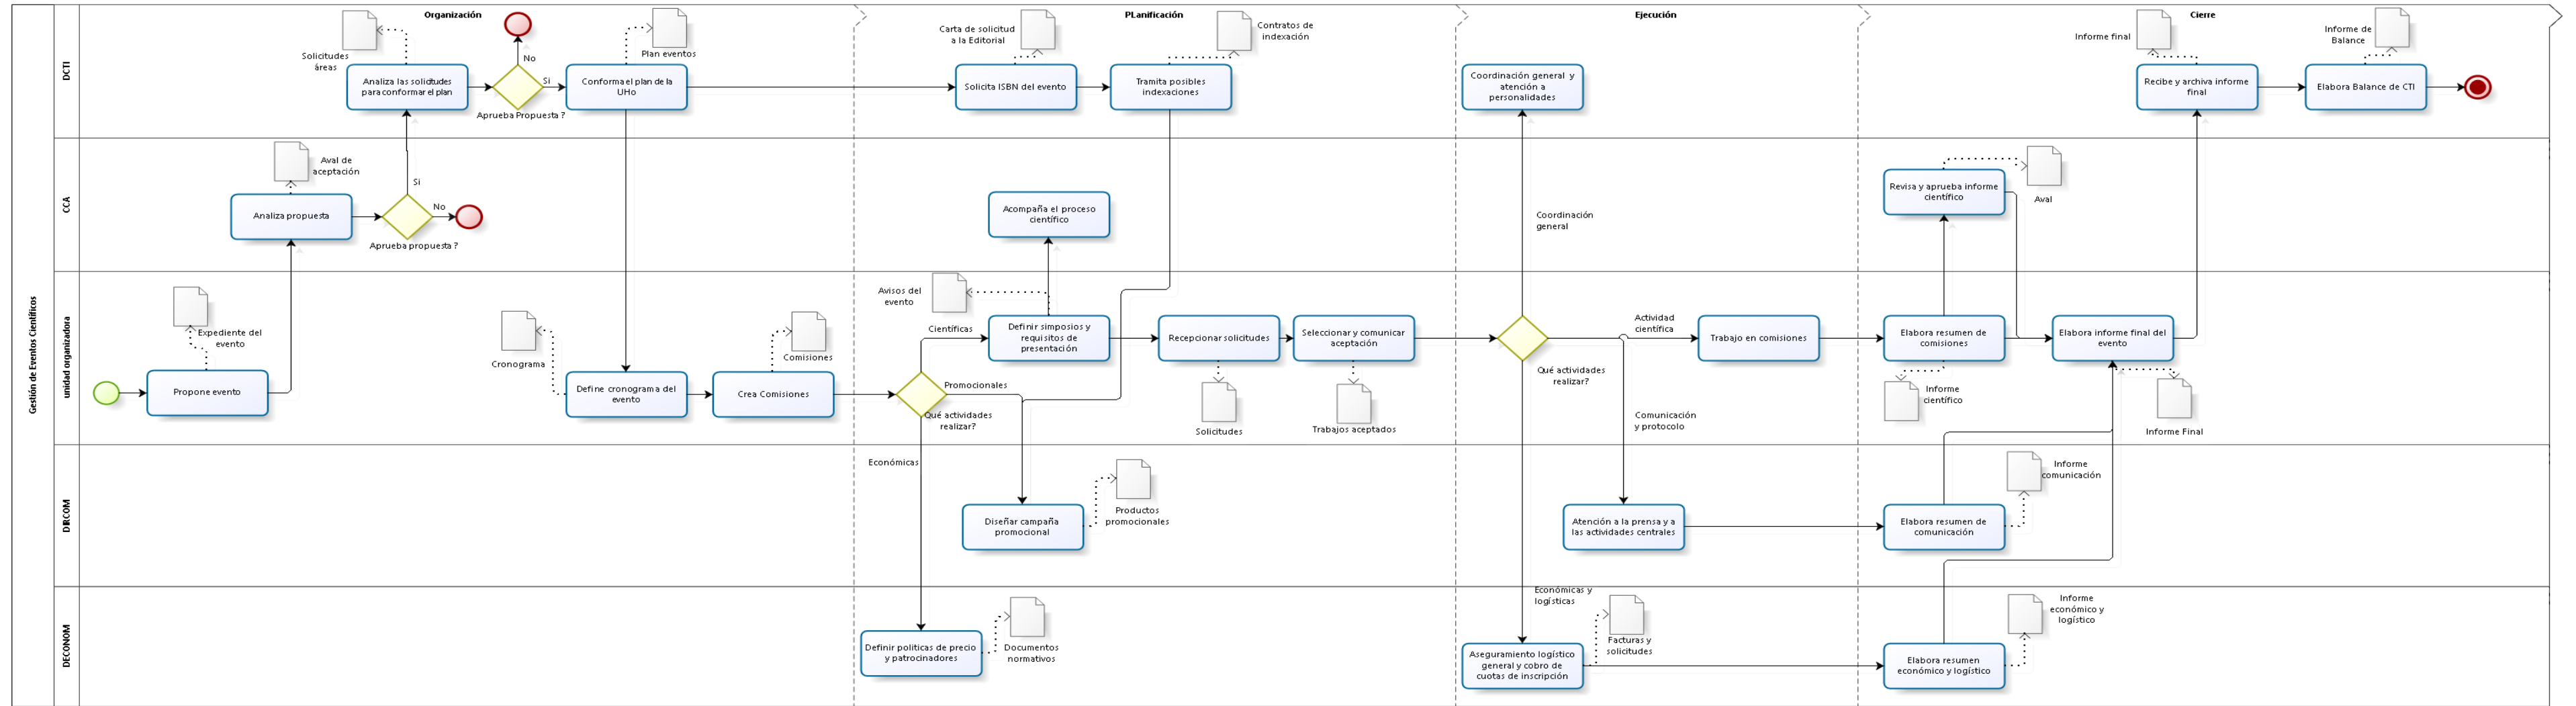 Gestión de Eventos Científicos
Organización
PLanificación
Ejecución
Cierre
DCTI
Solicitudes
áreas
Analiza las solicitudes
para conformar el plan
No
Si
Aprueba Propuesta ?
Plan eventos
Conforma el plan de la
UHo
Carta de solicitud
a la Editorial
Solicita ISBN del evento
Contratos de
indexación
Tramita posibles
indexaciones
Coordinación general y
atención a
personalidades
Informe final
Recibe y archiva informe
final
Informe de
Balance
Elabora Balance de CTI
CCA
Aval de
aceptación
Analiza propuesta
Si
No
Aprueba propuesta ?
Acompaña el proceso
científico
Coordinación
general
Revisa y aprueba informe
científico
Aval
unidad organizadora
Expediente del
evento
Propone evento
Cronograma
Define cronograma del
evento
Comisiones
Crea Comisiones
Avisos del
evento
Científicas
Promocionales
Qué actividades
realizar?
Definir simposios y
requisitos de
presentación
Recepcionar solicitudes
Solicitudes
Seleccionar y comunicar
aceptación
Trabajos aceptados
Actividad
científica
Qué actividades
realizar?
Comunicación
y protocolo
Trabajo en comisiones
Elabora resumen de
comisiones
Informe
científico
Elabora informe final del
evento
Informe Final
DIRCOM
Económicas
Diseñar campaña
promocional
Productos
promocionales
Atención a la prensa y a
las actividades centrales
Elabora resumen de
comunicación
Informe
comunicación
DECONOM
Definir politicas de precio
y patrocinadores
Documentos
normativos
Económicas y
logísticas
Aseguramiento logístico
general y cobro de
cuotas de inscripción
Facturas y
solicitudes
Elabora resumen
económico y logístico
Informe
económico y
logístico